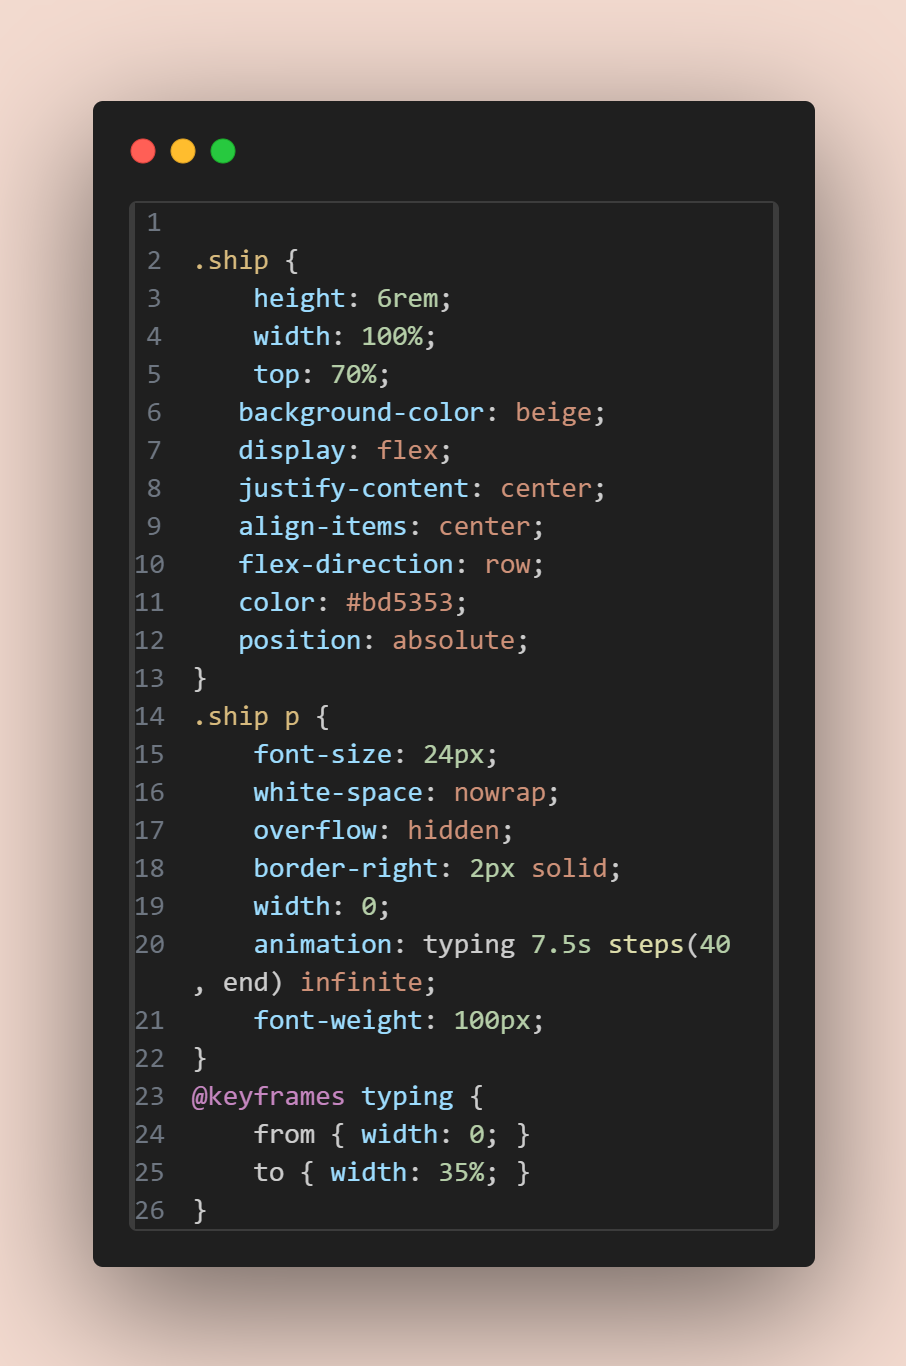 1
2 .ship {
3     height: 6rem;
4     width: 100%;
5     top: 70%;
6    background-color: beige;
7    display: flex;
8    justify-content: center;
9    align-items: center;
10    flex-direction: row;
11    color: #bd5353;
12    position: absolute;
13 }
14 .ship p {
15     font-size: 24px;
16     white-space: nowrap;
17     overflow: hidden;
18     border-right: 2px solid;
19     width: 0;
20     animation: typing 7.5s steps(40
, end) infinite;
21     font-weight: 100px;
22 }
23 @keyframes typing {
24     from { width: 0; }
25     to { width: 35%; }
26 }